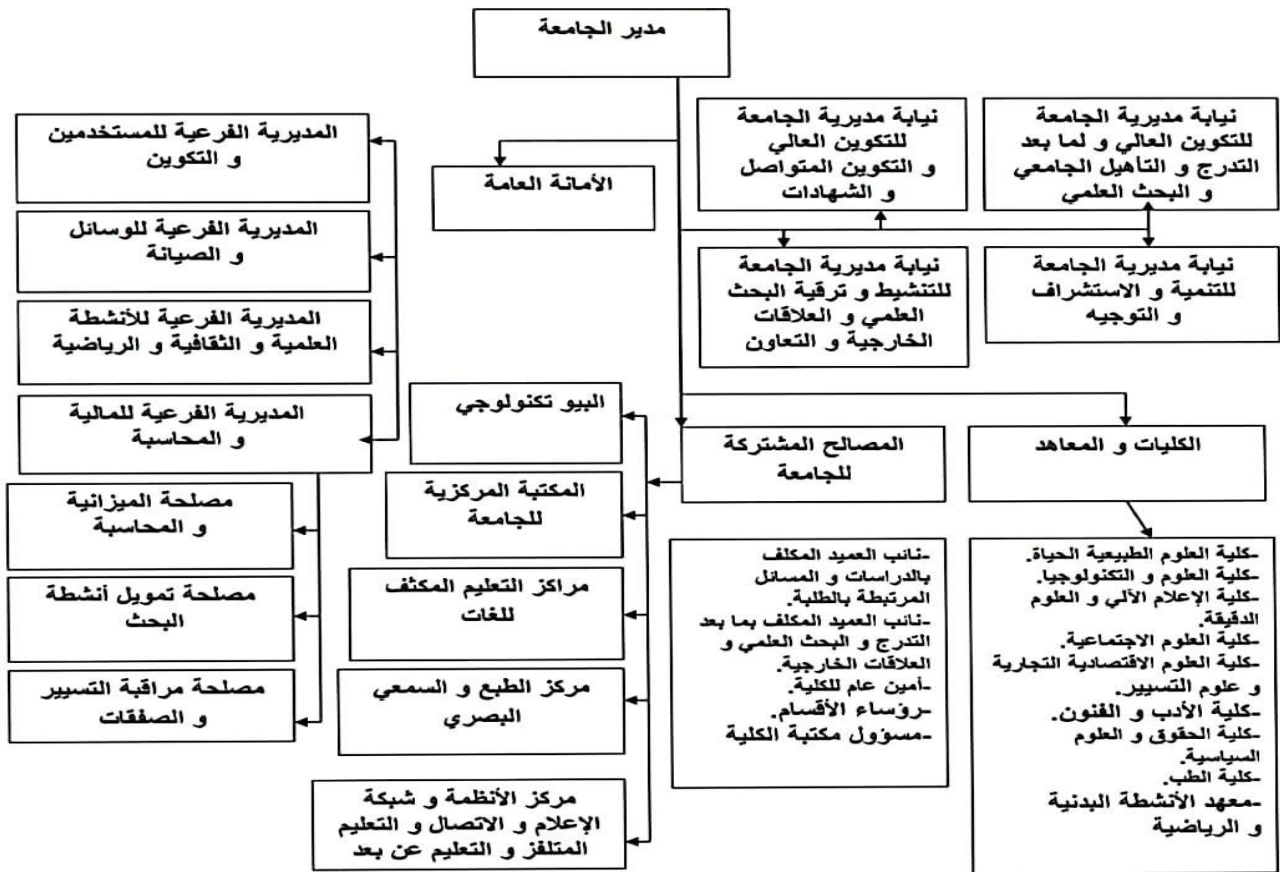 مدير الجامعة
نيابة مديرية الجامعة
للتكوين العالي و لما بعد
التدرج و التأهيل الجامعي
و البحث العلمي
نيابة مديرية الجامعة
للتكوين العالي
و التكوين المتواصل
و الشهادات
الأمانة العامة
المديرية الفرعية للمستخدمين
و التكوين
المديرية الفرعية للوسائل
و الصيانة
المديرية الفرعية للأنشطة
العلمية و الثقافية و الرياضية
المديرية الفرعية للمالية
و المحاسبة
نيابة مديرية الجامعة
للتنمية و الاستشراف
و التوجيه
نيابة مديرية الجامعة
للتنشيط و ترقية البحث
العلمي و العلاقات
الخارجية و التعاون
الكليات و المعاهد
المصالح المشتركة
للجامعة
البيو تكنولوجي
المكتبة المركزية
للجامعة
مراكز التعليم المكثف
للغات
مركز الطبع و السمعي
البصري
مركز الأنظمة و شبكة
الإعلام و الاتصال و التعليم
المتلفز و التعليم عن بعد
مصلحة الميزانية
و المحاسبة
مصلحة تمويل أنشطة
البحث
مصلحة مراقبة التسيير
و الصفقات
-كلية العلوم الطبيعية الحياة.
-كلية العلوم و التكنولوجيا.
-كلية الإعلام الآلي و العلوم
الدقيقة.
-كلية العلوم الاجتماعية.
-كلية العلوم الاقتصادية التجارية
و علوم التسيير.
-كلية الأدب و الفنون.
-كلية الحقوق و العلوم
السياسية.
-كلية الطب.
-معهد الأنشطة البدنية
و الرياضية
-نائب العميد المكلف
بالدراسات و المسائل
المرتبطة بالطلبة.
-نائب العميد المكلف بما بعد
التدرج و البحث العلمي و
العلاقات الخارجية.
-أمين عام للكلية.
-رؤساء الأقسام.
-مسؤول مكتبة الكلية